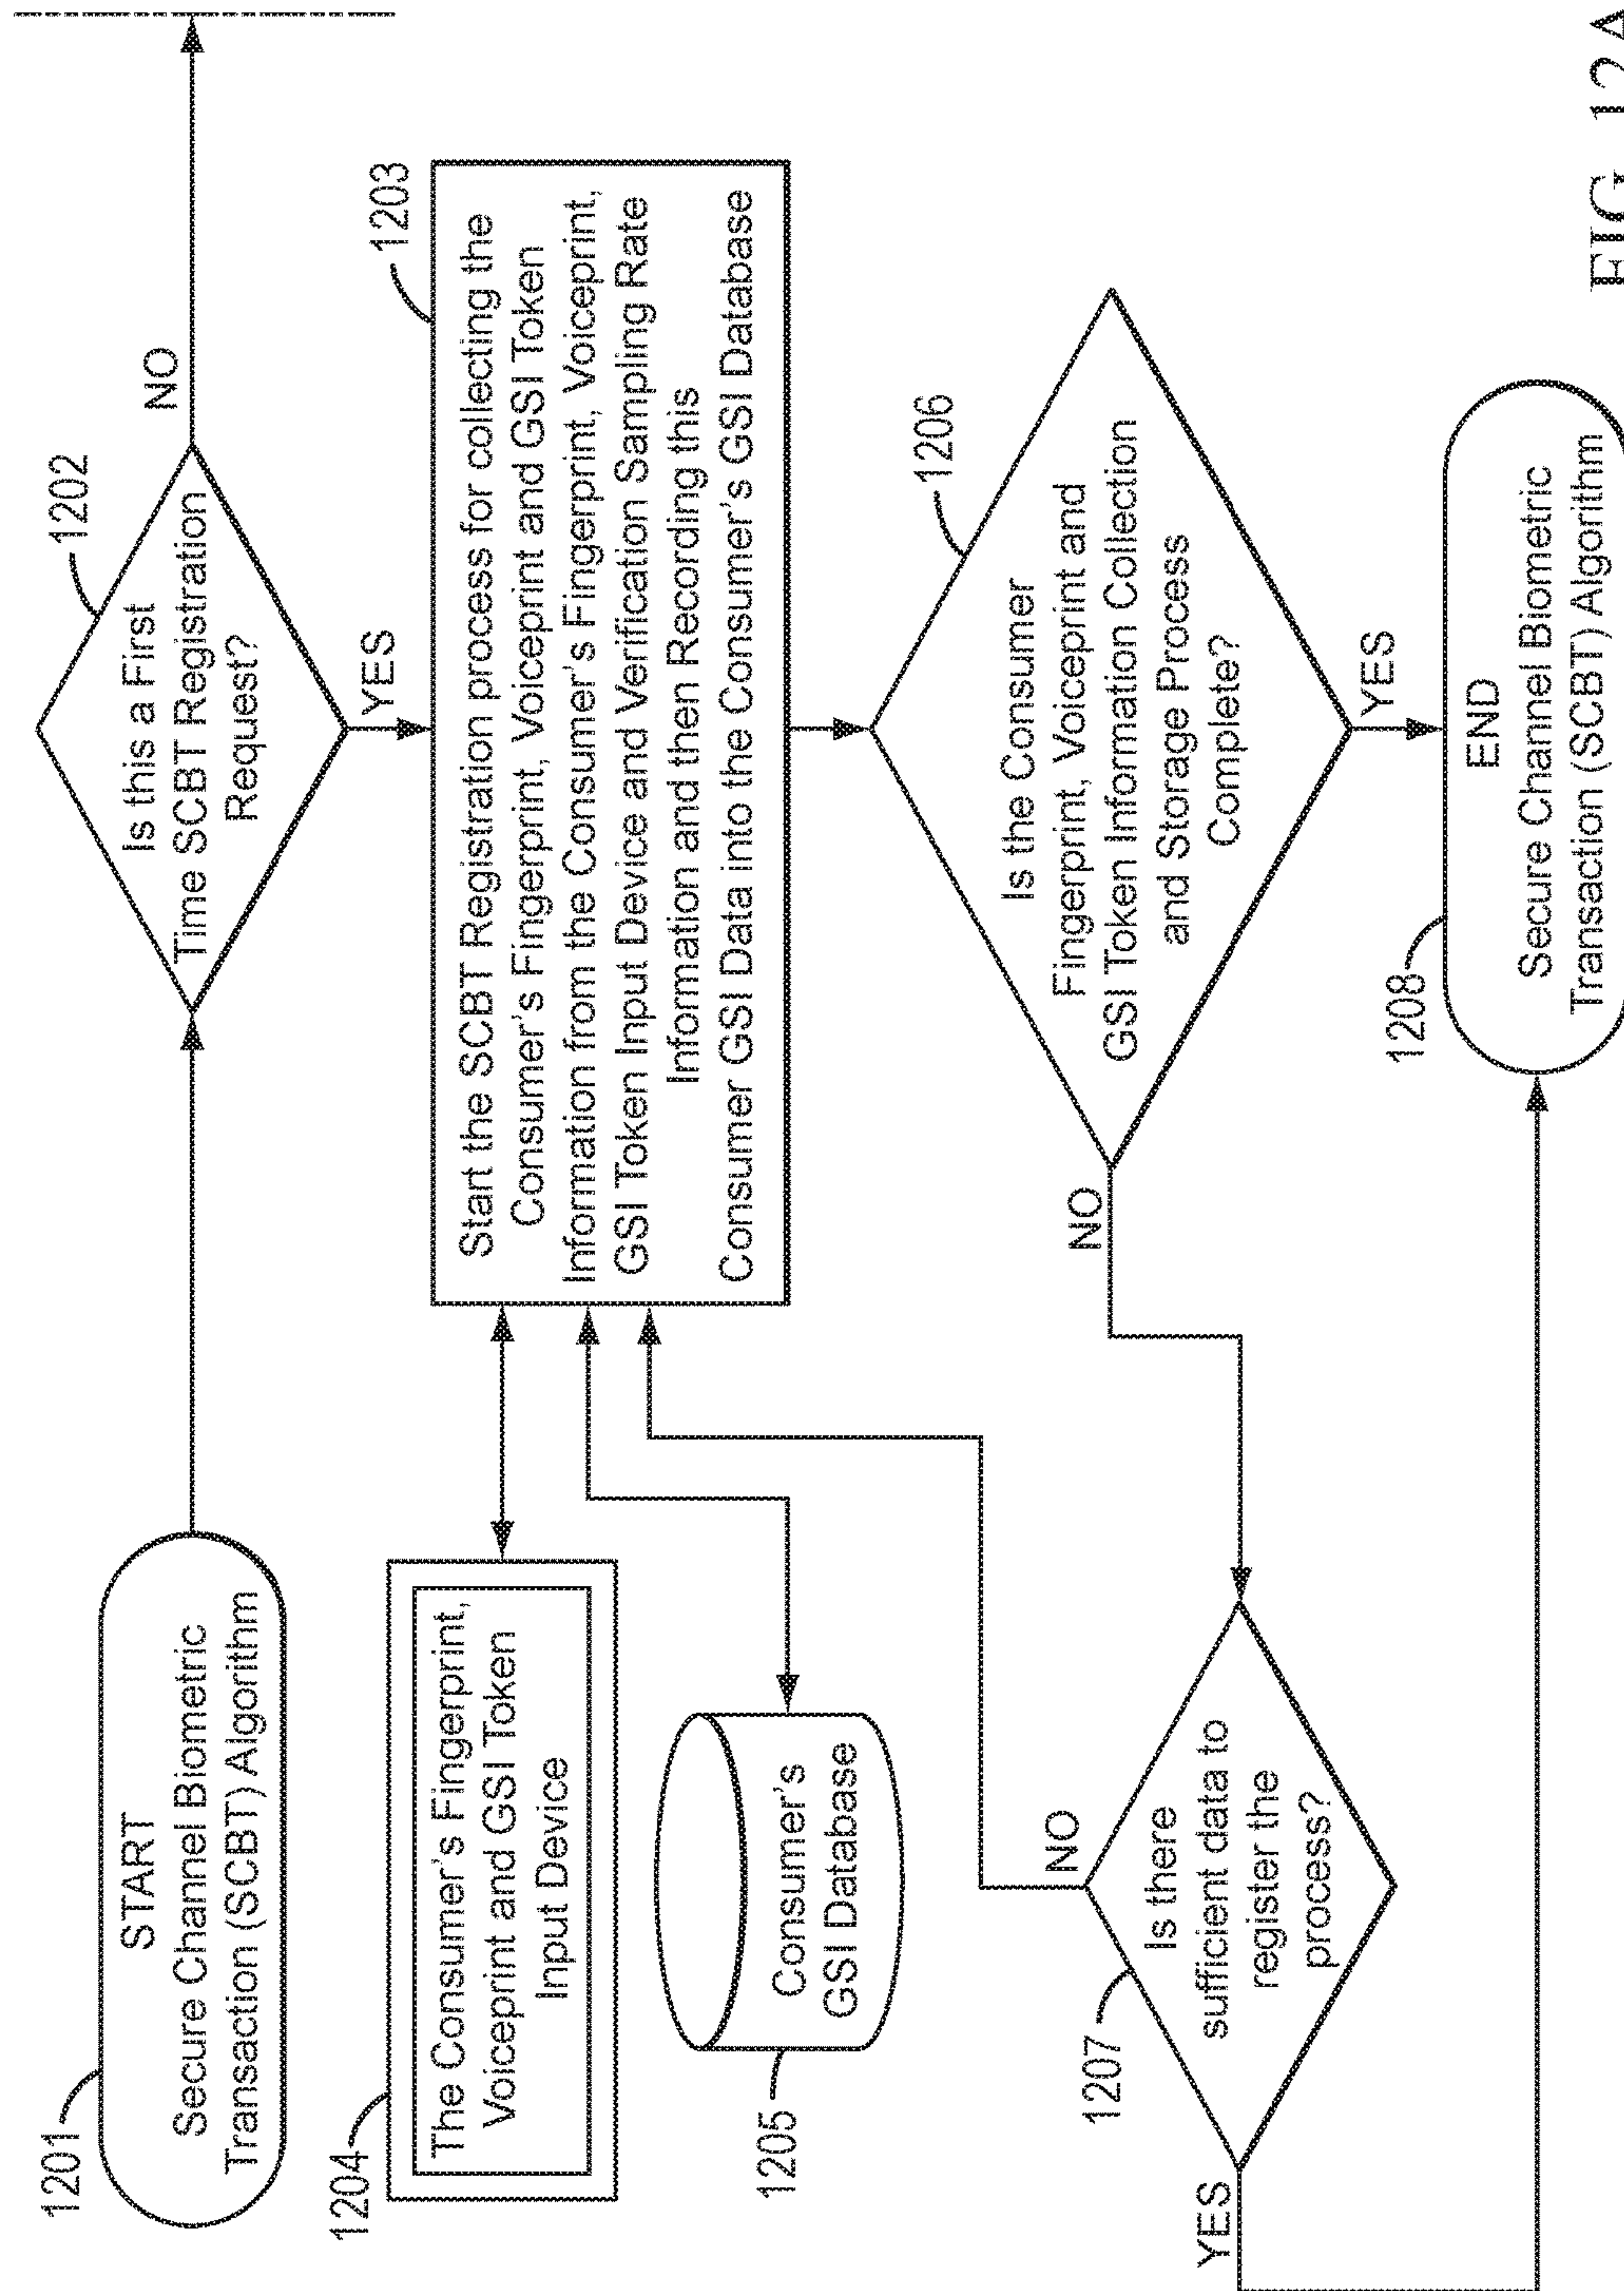 1201
START
Secure Channel Biometric
Transaction (SCBT) Algorithm
1202
Is this a First
Time SCBT Registration
Request?
NO
YES
1203
Start the SCBT Registration process for collecting the
Consumer's Fingerprint, Voiceprint and GSI Token
Information from the Consumer's Fingerprint, Voiceprint,
GSI Token Input Device and Verification Sampling Rate
Information and then Recording this
Consumer GSI Data into the Consumer's GSI Database
1204
The Consumer's Fingerprint,
Voiceprint and GSI Token
Input Device
1205
Consumer's
GSI Database
1206
Is the Consumer
Fingerprint, Voiceprint and
GSI Token Information Collection
and Storage Process
Complete?
NO
YES
1207
Is there
sufficient data to
register the
process?
NO
YES
1208
END
Secure Channel Biometric
Transaction (SCBT) Algorithm
FIG. 12A